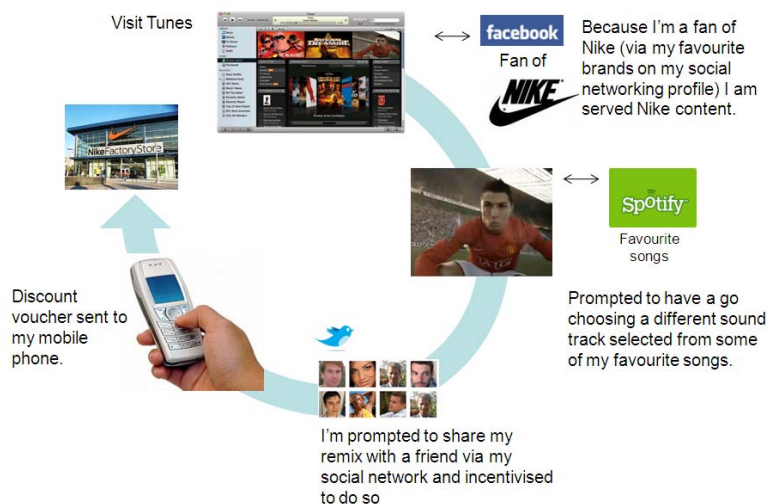 Visit Tunes
facebook
Fan of
NIKE
Because I'm a fan of
Nike (via my favourite
brands on my social
networking profile) I am
served Nike content.
NikeFactoryStore
Spotify
Favourite
songs
Discount
voucher sent to
my mobile
phone.
Prompted to have a go
choosing a different sound
track selected from some
of my favourite songs.
I'm prompted to share my
remix with a friend via my
social network and incentivised
to do so